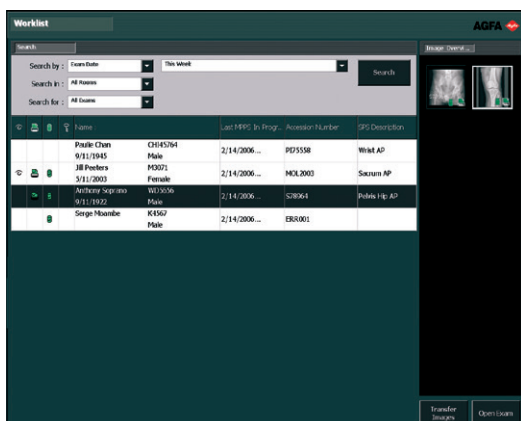 Worklist
AGFA
Search
Image Overvi...
Search by : Exam Date This Week Search
Search in : All Rooms
Search for : All Exams
Name Last MPPS In Progr... Accession Number SPS Description
Paulie Chan CHI45764 2/14/2006... PI75558 Wrist AP
9/11/1945 Male
Jill Peeters M3071 2/14/2006... MOL2003 Sacrum AP
5/11/2003 Female
Anthony Soprano WD5656 2/14/2006... S78964 Pelvis Hip AP
9/11/1922 Male
Serge Moambe K4567 2/14/2006... ERR001
Male
Transfer Images
Open Exam